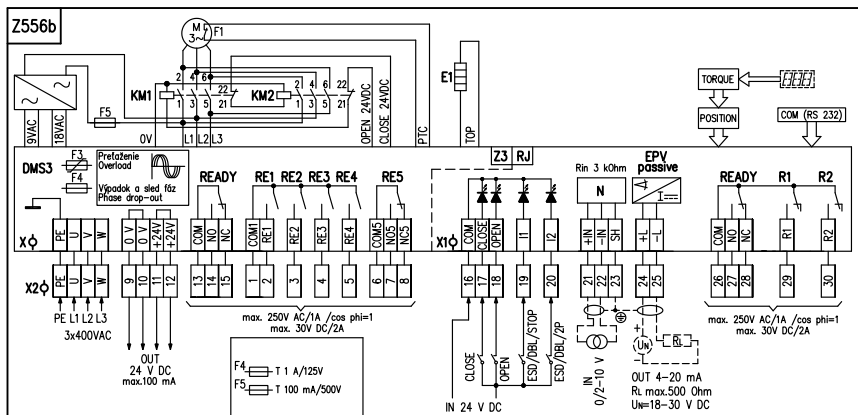 Z556b
M
3~
F1
2 4 6
22
KM1
1 3 5
21
KM2
2 4 6
22
1 3 5
21
E1
F5
9VAC
18VAC
0V
L1 L2 L3
OPEN 24VDC
CLOSE 24VDC
PTC
TOP
TORQUE
POSITION
COM (RS 232)
DMS3
F3
F4
Preťaženie
Overload
Výpadok a sled fáz
Phase drop-out
READY
RE1 RE2 RE3 RE4
RE5
Z3 RJ
Rin 3 kOhm
N
EPV
passive
READY
R1
R2
X
PE U V W
0 V 0 V +24V +24V
COM NO NC
COM1 RE1 RE2 RE3 RE4
COM5 NO5 NC5
X1
COM CLOSE OPEN I1 I2
+IN -IN SH
+L -L
COM NO NC
R1
R2
X2
PE U V W
9 10 11 12
13 14 15
1 2 3 4 5
6 7 8
16 17 18 19 20
21 22 23
24 25
26 27 28
29
30
PE L1 L2 L3
3x400VAC
OUT
24 V DC
max.100 mA
max. 250V AC/1A /cos phi=1
max. 30V DC/2A
F4
T 1 A/125V
F5
T 100 mA/500V
CLOSE
OPEN
ESD/DBL/STOP
ESD/DBL/2P
IN 24 V DC
IN
0/2-10 V
+
UN
-
RL
OUT 4-20 mA
RL max.500 Ohm
UN=18-30 V DC
max. 250V AC/1A /cos phi=1
max. 30V DC/2A